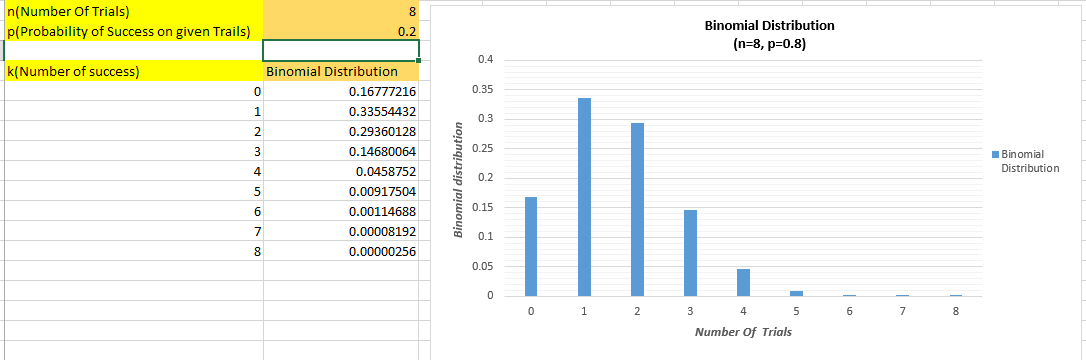 n(Number Of Trials) 8
p(Probability of Success on given Trails) 0.2
k(Number of success) Binomial Distribution
0 0.16777216
1 0.33554432
2 0.29360128
3 0.14680064
4 0.0458752
5 0.00917504
6 0.00114688
7 0.00008192
8 0.00000256
Binomial Distribution
(n=8, p=0.8)
Binomial distribution
0.4
0.35
0.3
0.25
0.2
0.15
0.1
0.05
0
0 1 2 3 4 5 6 7 8
Number Of Trials
Binomial
Distribution